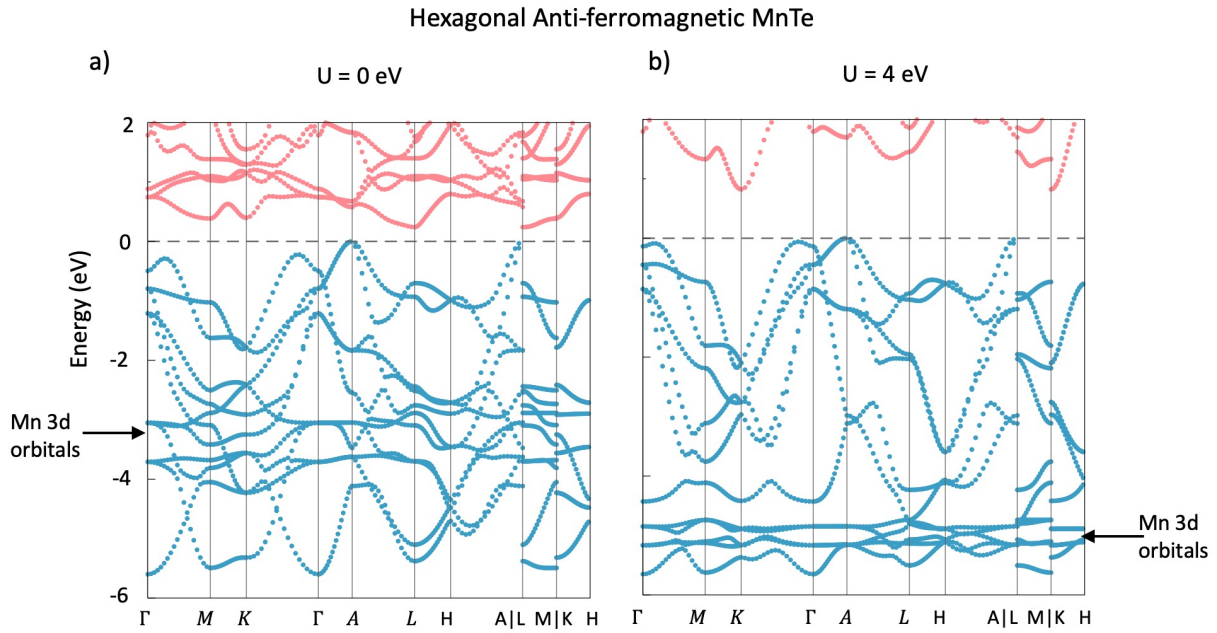 Hexagonal Anti-ferromagnetic MnTe
a)
U = 0 eV
b)
U = 4 eV
Energy (eV)
2
0
-2
-4
-6
Mn 3d
orbitals
Mn 3d
orbitals
Γ M K Γ A L H A|L M|K H
Γ M K Γ A L H A|L M|K H